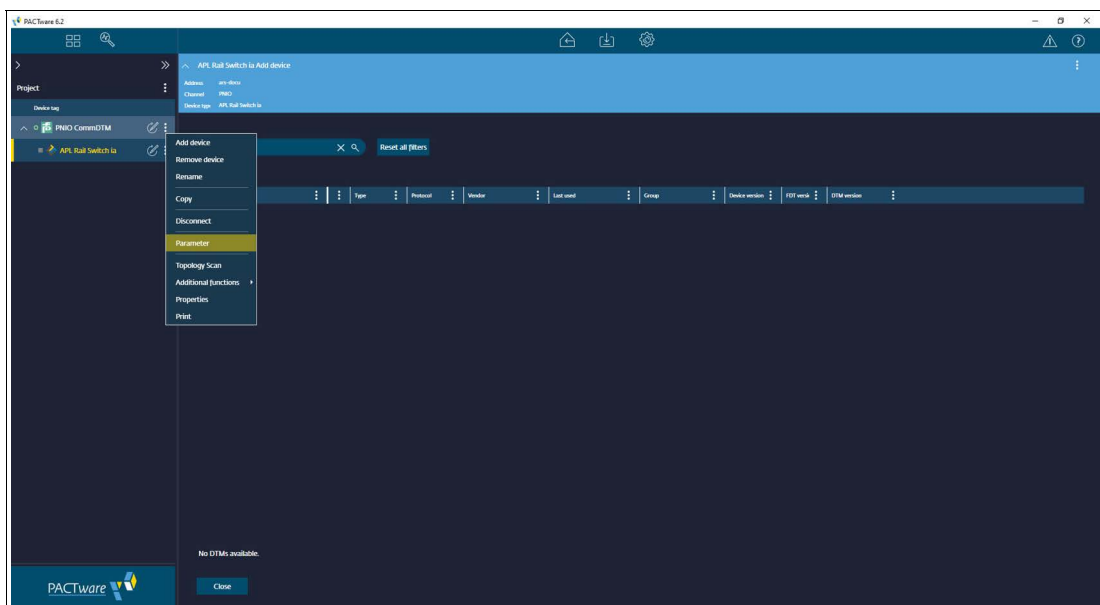 PACTware 6.2
Project
Device tag
PNIO CommDTM
APL Rail Switch ia
APL Rail Switch ia Add device
Address
Channel PNIO
Device type APL Rail Switch ia
Add device
Remove device
Rename
Copy
Disconnect
Parameter
Topology Scan
Additional functions
Properties
Print
Reset all filters
Type Protocol Vendor Last used Group Device version FDT versi DTM version
No DTMs available.
Close
PACTware